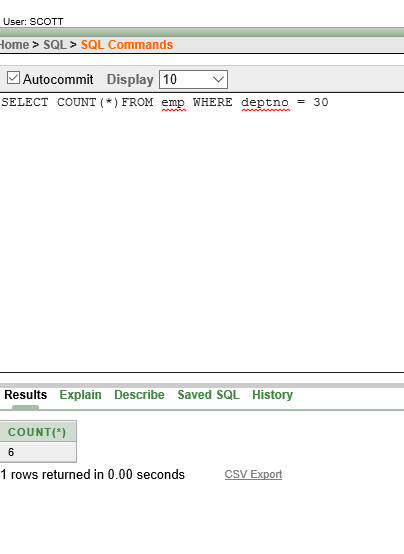 User: SCOTT
Home > SQL > SQL Commands
Autocommit Display 10
SELECT COUNT(*)FROM emp WHERE deptno = 30
Results Explain Describe Saved SQL History
COUNT(*)
6
1 rows returned in 0.00 seconds CSV Export